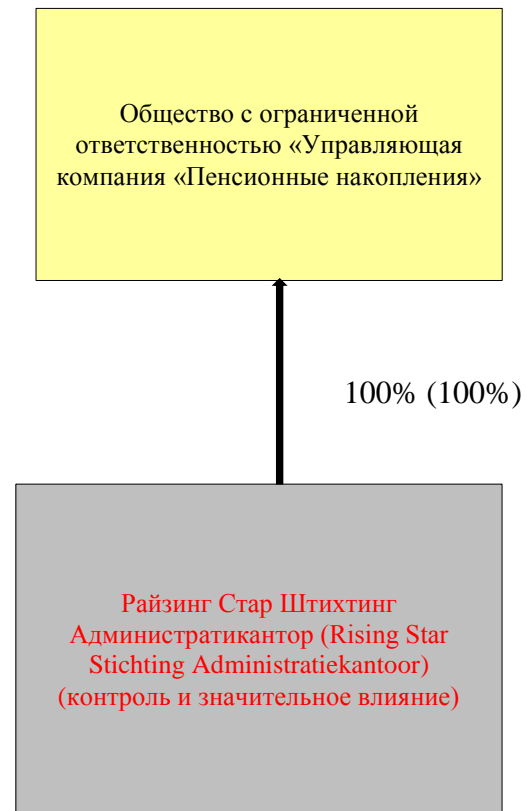 Общество с ограниченной
ответственностью «Управляющая
компания «Пенсионные накопления»
100% (100%)
Райзинг Стар Штихтинг
Администратикантор (Rising Star
Stichting Administratiekantoor)
(контроль и значительное влияние)